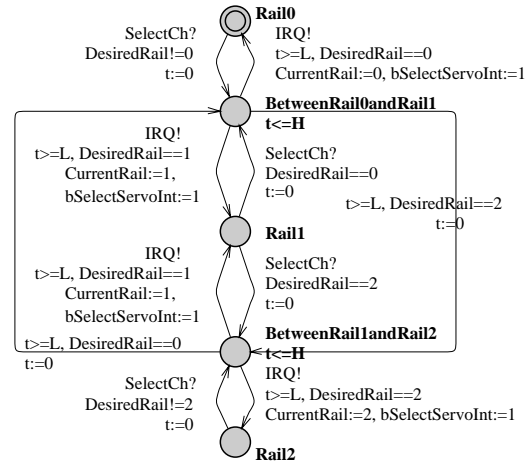 Rail0
SelectCh?
DesiredRail!=0
t:=0
IRQ!
t>=L, DesiredRail==0
CurrentRail:=0, bSelectServoInt:=1
BetweenRail0andRail1
t<=H
IRQ!
t>=L, DesiredRail==1
CurrentRail:=1,
bSelectServoInt:=1
SelectCh?
DesiredRail==0
t:=0
t>=L, DesiredRail==2
t:=0
Rail1
IRQ!
t>=L, DesiredRail==1
CurrentRail:=1,
bSelectServoInt:=1
SelectCh?
DesiredRail==2
t:=0
BetweenRail1andRail2
t<=H
t>=L, DesiredRail==0
t:=0
SelectCh?
DesiredRail!=2
t:=0
IRQ!
t>=L, DesiredRail==2
CurrentRail:=2, bSelectServoInt:=1
Rail2